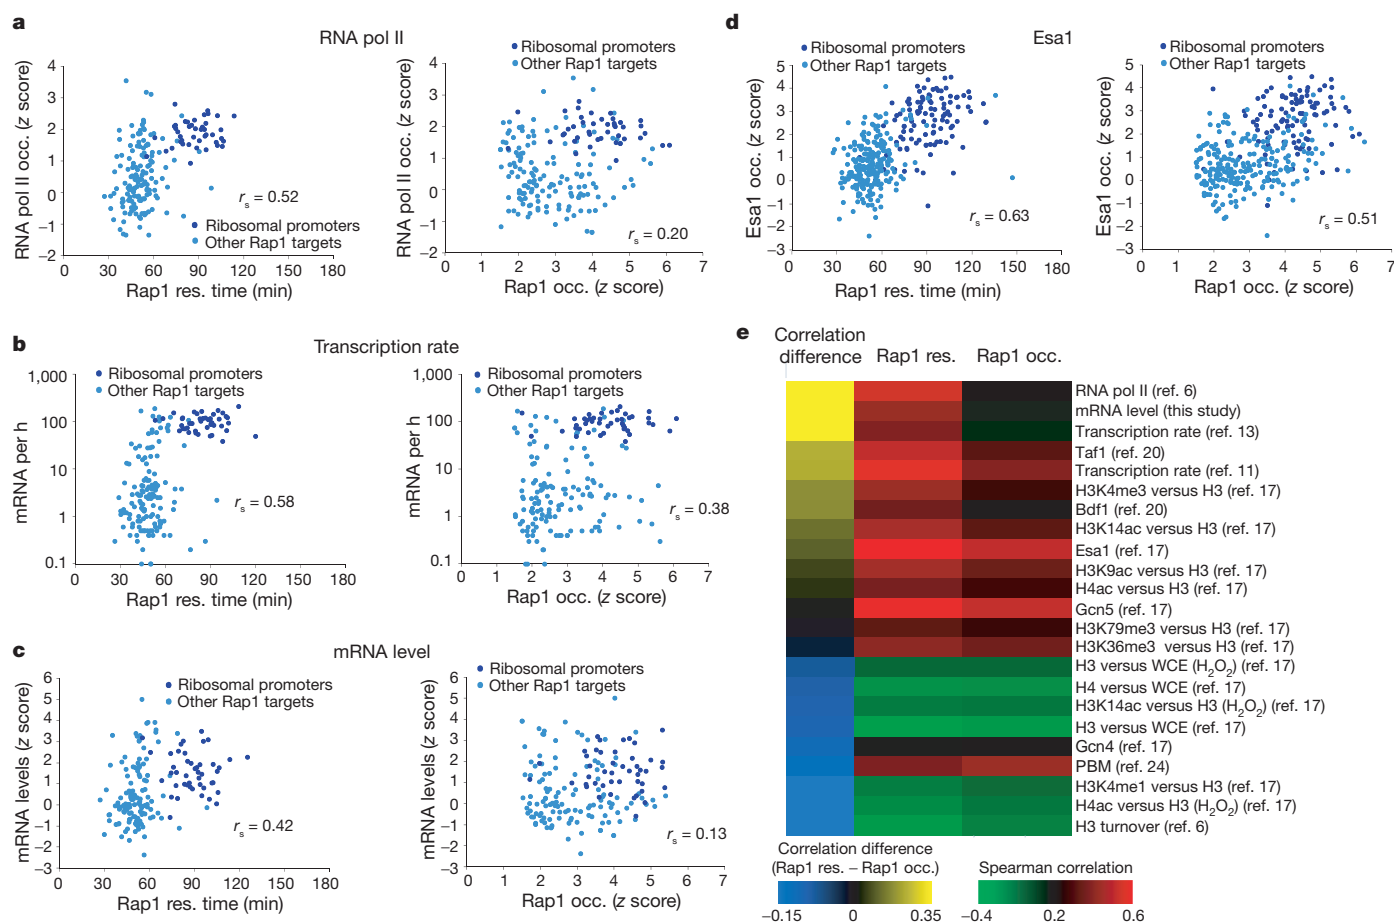 a
RNA pol II
RNA pol II occ. (z score)
4
3
2
1
0
−1
−2
0 30 60 90 120 150 180
Rap1 res. time (min)
rs = 0.52
Ribosomal promoters
Other Rap1 targets
Ribosomal promoters
Other Rap1 targets
RNA pol II occ. (z score)
4
3
2
1
0
−1
−2
0 1 2 3 4 5 6 7
Rap1 occ. (z score)
rs = 0.20
b
Transcription rate
Ribosomal promoters
Other Rap1 targets
mRNA per h
1,000
100
10
1
0.1
0 30 60 90 120 150 180
Rap1 res. time (min)
rs = 0.58
Ribosomal promoters
Other Rap1 targets
mRNA per h
1,000
100
10
1
0.1
0 1 2 3 4 5 6 7
Rap1 occ. (z score)
rs = 0.38
c
mRNA level
Ribosomal promoters
Other Rap1 targets
mRNA levels (z score)
6
5
4
3
2
1
0
−1
−2
−3
0 30 60 90 120 150 180
Rap1 res. time (min)
rs = 0.42
Ribosomal promoters
Other Rap1 targets
mRNA levels (z score)
6
5
4
3
2
1
0
−1
−2
−3
0 1 2 3 4 5 6 7
Rap1 occ. (z score)
rs = 0.13
d
Esa1
Ribosomal promoters
Other Rap1 targets
Esa1 occ. (z score)
5
4
3
2
1
0
−1
−2
−3
0 30 60 90 120 150 180
Rap1 res. time (min)
rs = 0.63
Ribosomal promoters
Other Rap1 targets
Esa1 occ. (z score)
5
4
3
2
1
0
−1
−2
−3
0 1 2 3 4 5 6 7
Rap1 occ. (z score)
rs = 0.51
e
Correlation
difference
Rap1 res.
Rap1 occ.
RNA pol II (ref. 6)
mRNA level (this study)
Transcription rate (ref. 13)
Taf1 (ref. 20)
Transcription rate (ref. 11)
H3K4me3 versus H3 (ref. 17)
Bdf1 (ref. 20)
H3K14ac versus H3 (ref. 17)
Esa1 (ref. 17)
H3K9ac versus H3 (ref. 17)
H4ac versus H3 (ref. 17)
Gcn5 (ref. 17)
H3K79me3 versus H3 (ref. 17)
H3K36me3 versus H3 (ref. 17)
H3 versus WCE (H2O2) (ref. 17)
H4 versus WCE (ref. 17)
H3K14ac versus H3 (H2O2) (ref. 17)
H3 versus WCE (ref. 17)
Gcn4 (ref. 17)
PBM (ref. 24)
H3K4me1 versus H3 (ref. 17)
H4ac versus H3 (H2O2) (ref. 17)
H3 turnover (ref. 6)
Correlation difference
(Rap1 res. − Rap1 occ.)
−0.15 0 0.35
Spearman correlation
−0.4 0.2 0.6